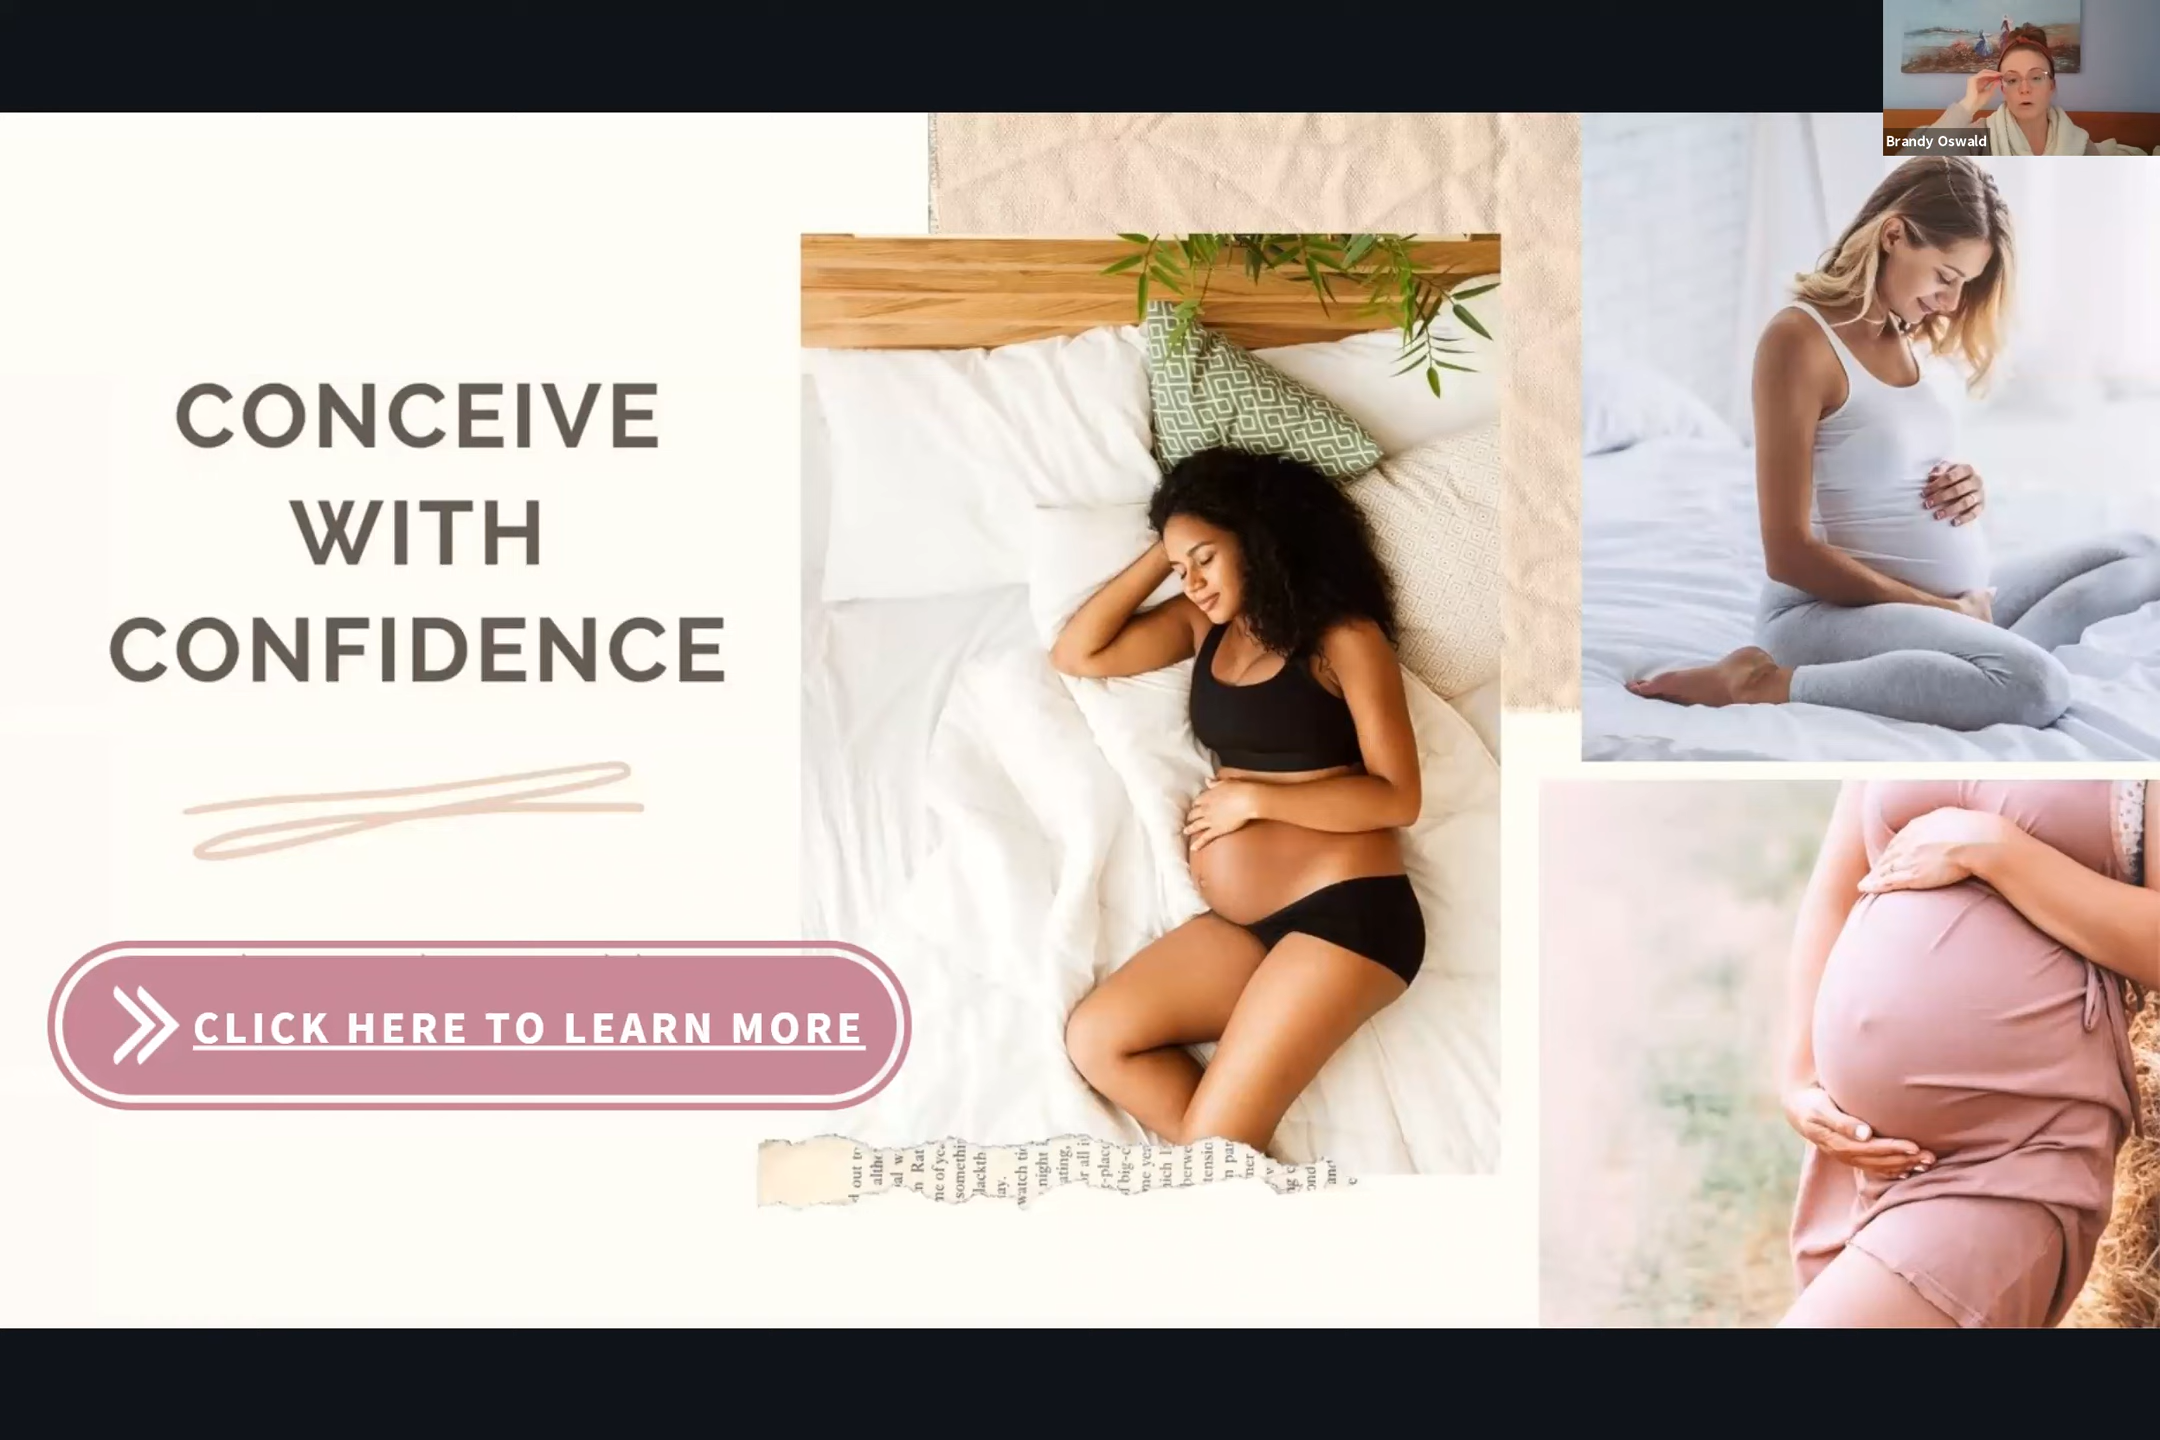 Brandy Oswald
CONCEIVE
WITH
CONFIDENCE
CLICK HERE TO LEARN MORE